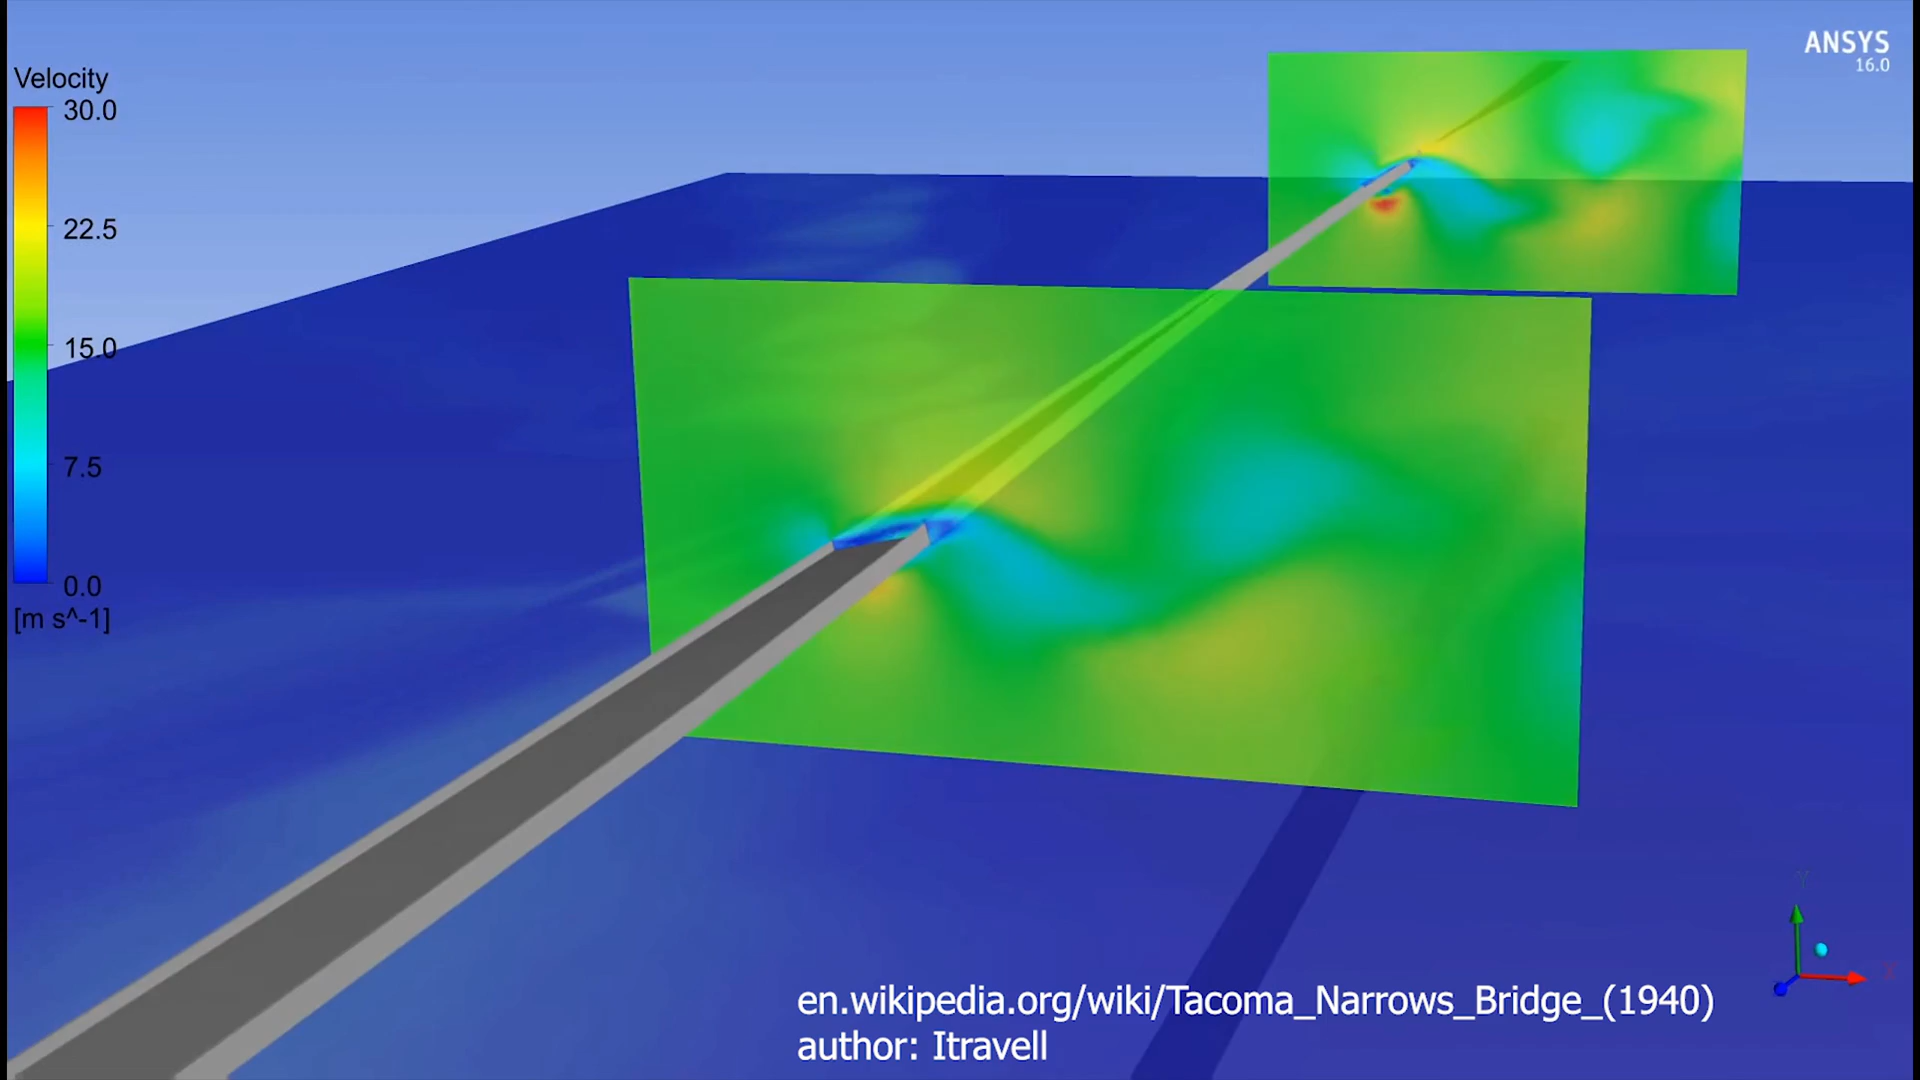 ANSYS
16.0
Velocity
30.0
22.5
15.0
7.5
0.0
[m s^-1]
Y
X
en.wikipedia.org/wiki/Tacoma_Narrows_Bridge_(1940)
author: Itravell